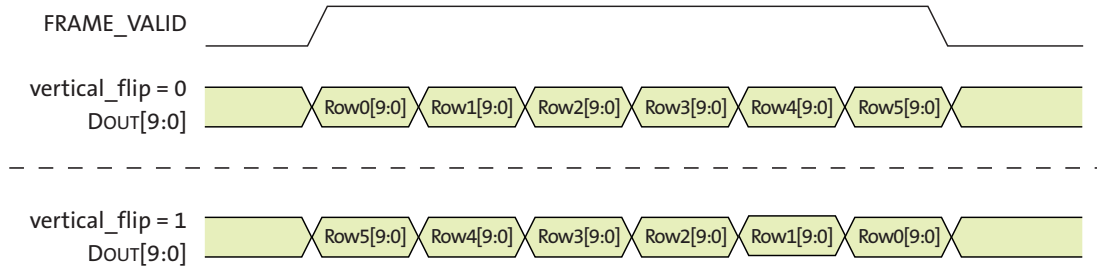 FRAME_VALID
vertical_flip = 0
DOUT[9:0]
Row0[9:0] Row1[9:0] Row2[9:0] Row3[9:0] Row4[9:0] Row5[9:0]
vertical_flip = 1
DOUT[9:0]
Row5[9:0] Row4[9:0] Row3[9:0] Row2[9:0] Row1[9:0] Row0[9:0]